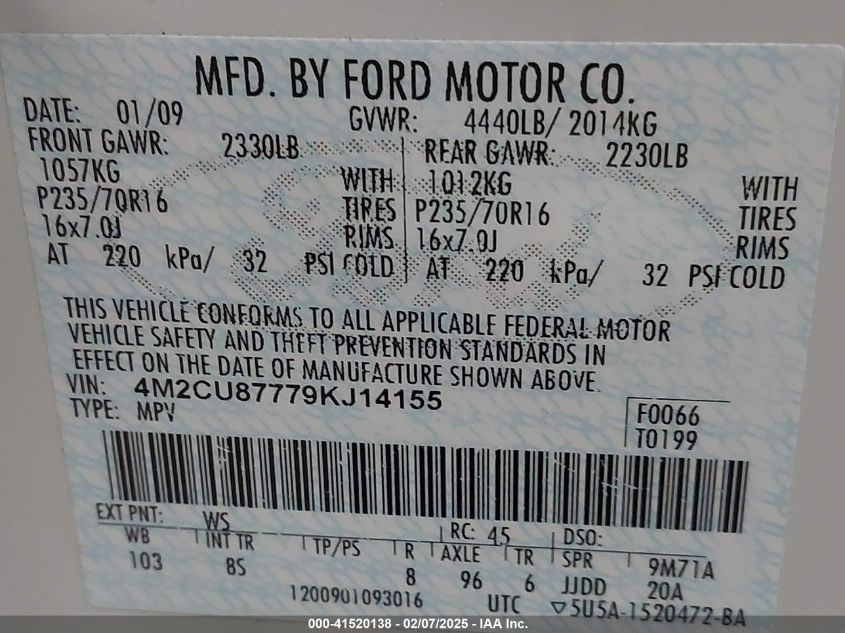 MFD. BY FORD MOTOR CO.
DATE: 01/09 GVWR: 4440LB/ 2014KG
FRONT GAWR: 2330LB REAR GAWR: 2230LB
1057KG WITH 1012KG WITH
P235/70R16 TIRES P235/70R16 TIRES
16x7.0J RIMS 16x7.0J RIMS
AT 220 kPa/ 32 PSI COLD AT 220 kPa/ 32 PSI COLD
THIS VEHICLE CONFORMS TO ALL APPLICABLE FEDERAL MOTOR
VEHICLE SAFETY AND THEFT PREVENTION STANDARDS IN
EFFECT ON THE DATE OF MANUFACTURE SHOWN ABOVE.
VIN: 4M2CU87779KJ14155
TYPE: MPV
F0066
T0199
EXT PNT: WS RC: 45 DSO:
WB INT TR TP/PS R AXLE TR SPR 9M71A
103 8S 8 96 6 JJDD 20A
1200901093016 UTC ▽5U5A-1520472-BA
000-41520138 - 02/07/2025 - IAA Inc.